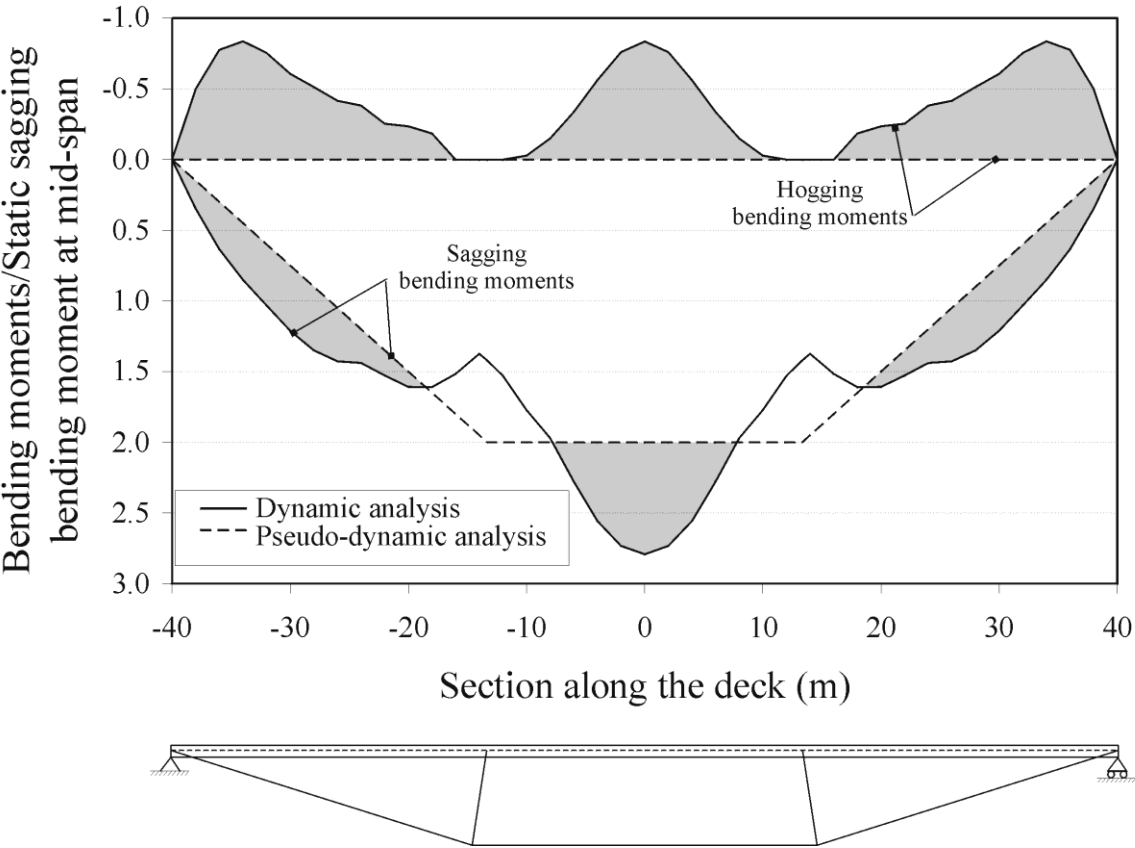 Bending moments/Static sagging
bending moment at mid-span
-1.0
-0.5
0.0
0.5
1.0
1.5
2.0
2.5
3.0
Hogging
bending moments
Sagging
bending moments
Dynamic analysis
Pseudo-dynamic analysis
-40 -30 -20 -10 0 10 20 30 40
Section along the deck (m)